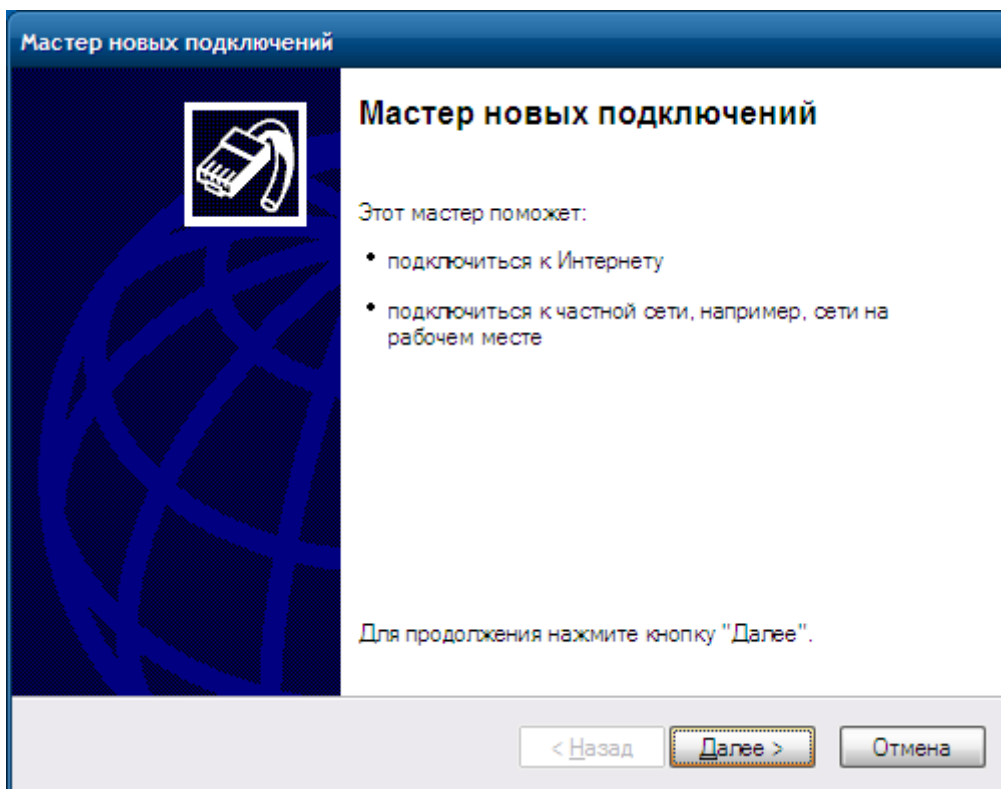 Мастер новых подключений
Мастер новых подключений
Этот мастер поможет:
• подключиться к Интернету
• подключиться к частной сети, например, сети на
рабочем месте
Для продолжения нажмите кнопку "Далее".
< Назад Далее > Отмена